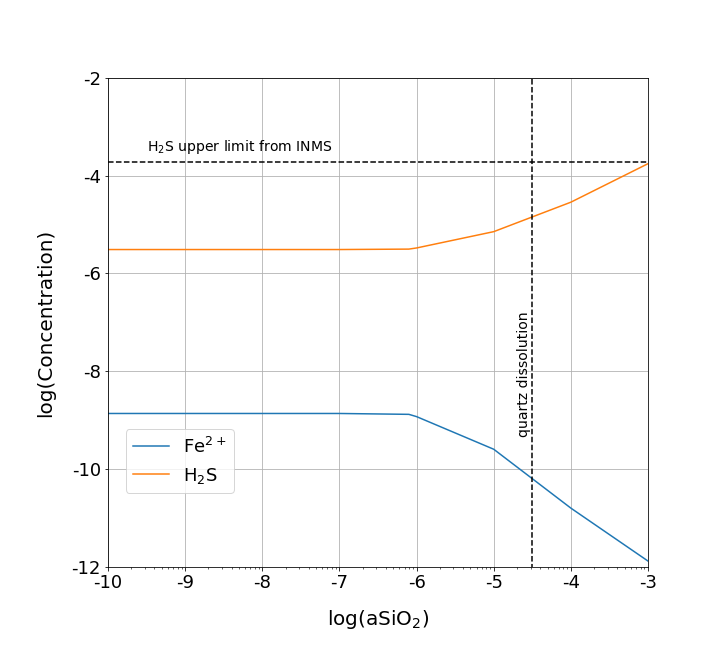 -2
H₂S upper limit from INMS
-4
-6
-8
-10
-12
log(Concentration)
quartz dissolution
Fe²⁺
H₂S
-10 -9 -8 -7 -6 -5 -4 -3
log(aSiO₂)